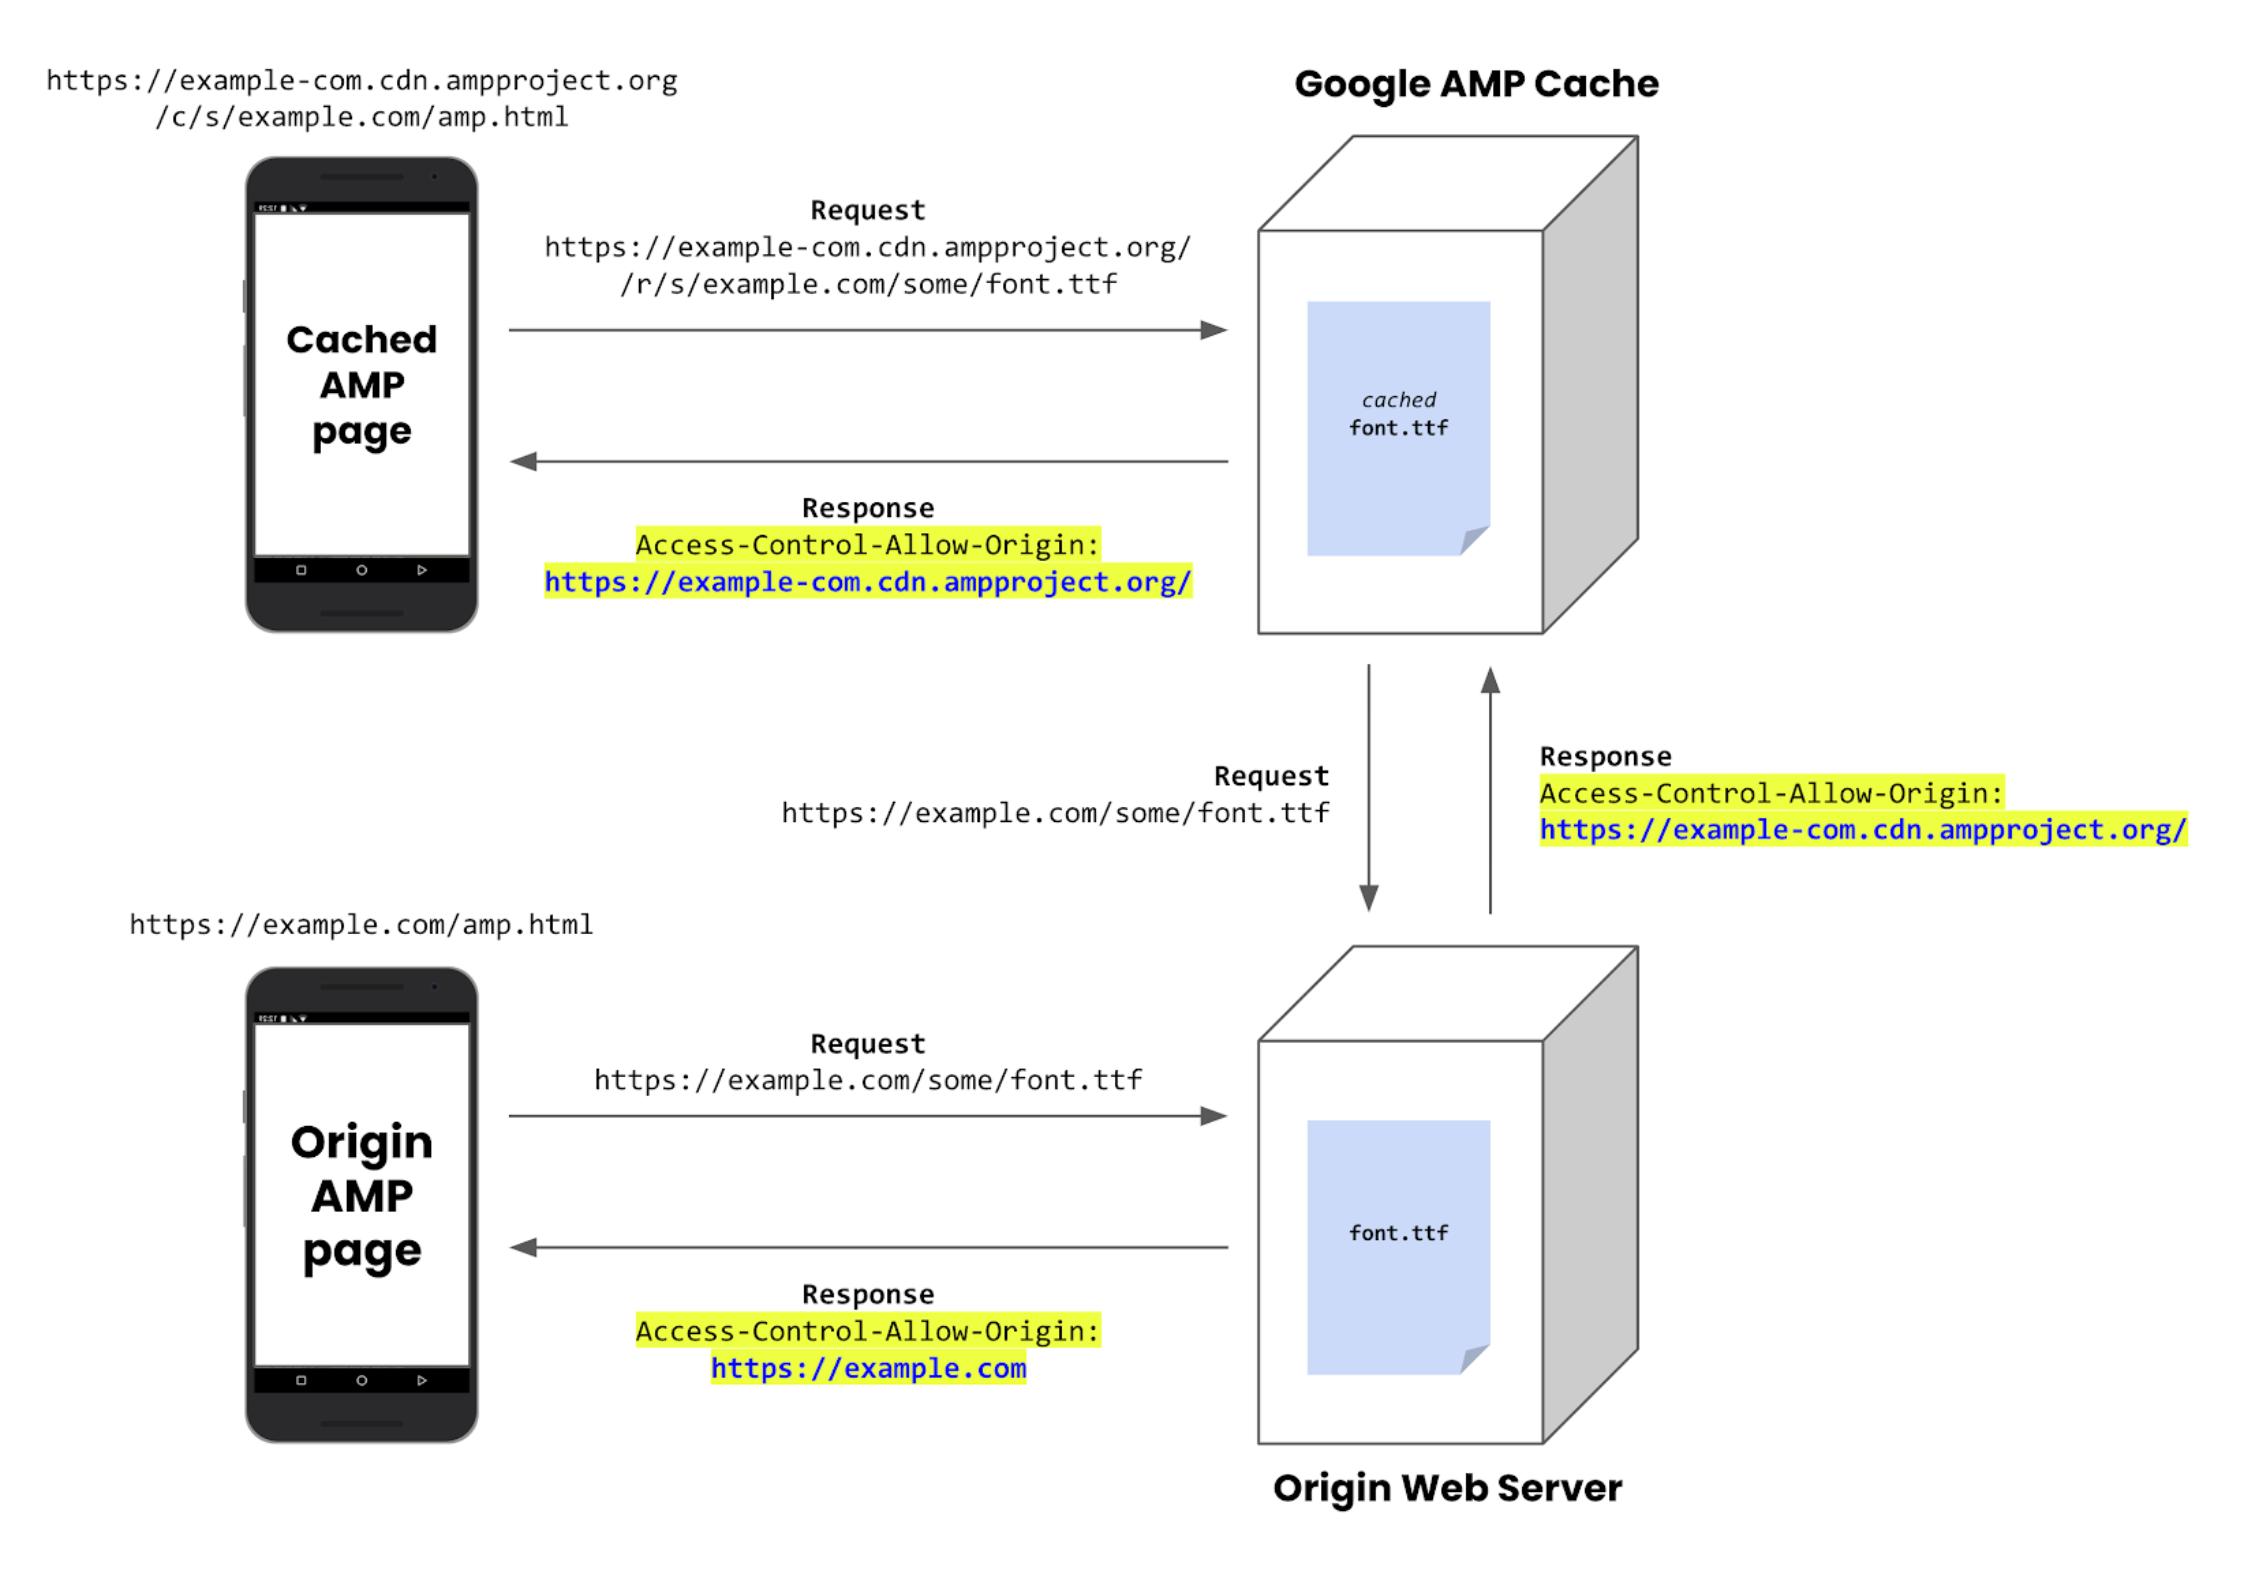 https://example-com.cdn.ampproject.org
/c/s/example.com/amp.html
Google AMP Cache
Cached
AMP
page
Request
https://example-com.cdn.ampproject.org/
/r/s/example.com/some/font.ttf
cached
font.ttf
Response
Access-Control-Allow-Origin:
https://example-com.cdn.ampproject.org/
Request
https://example.com/some/font.ttf
Response
Access-Control-Allow-Origin:
https://example-com.cdn.ampproject.org/
https://example.com/amp.html
Origin
AMP
page
Request
https://example.com/some/font.ttf
font.ttf
Response
Access-Control-Allow-Origin:
https://example.com
Origin Web Server